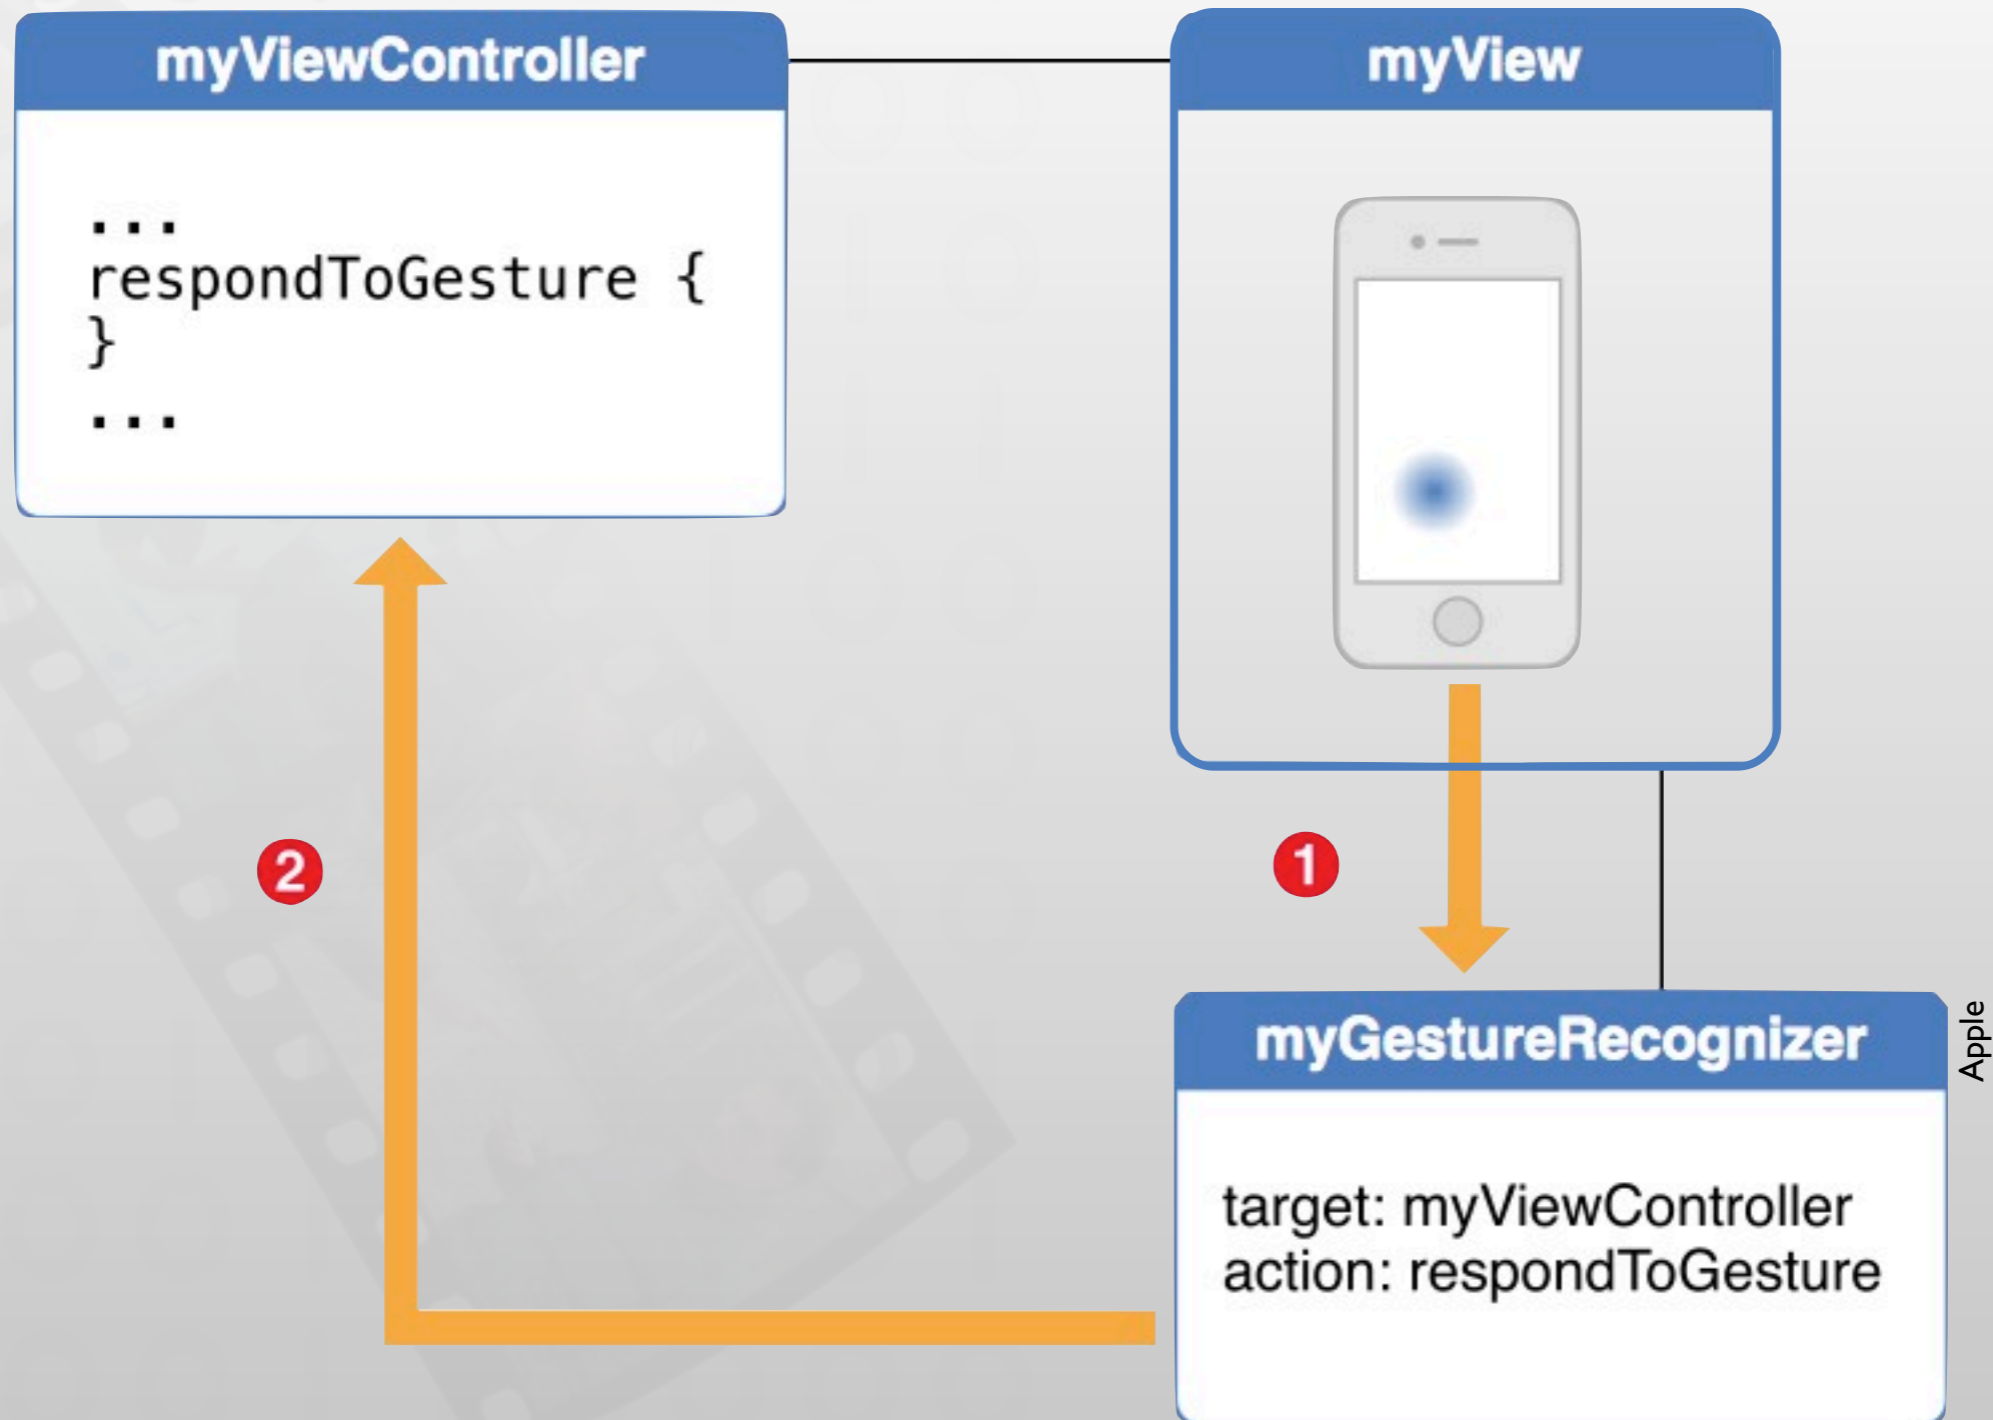 myViewController
...
respondToGesture {
}
...
myView
2
1
myGestureRecognizer
target: myViewController
action: respondToGesture
Apple